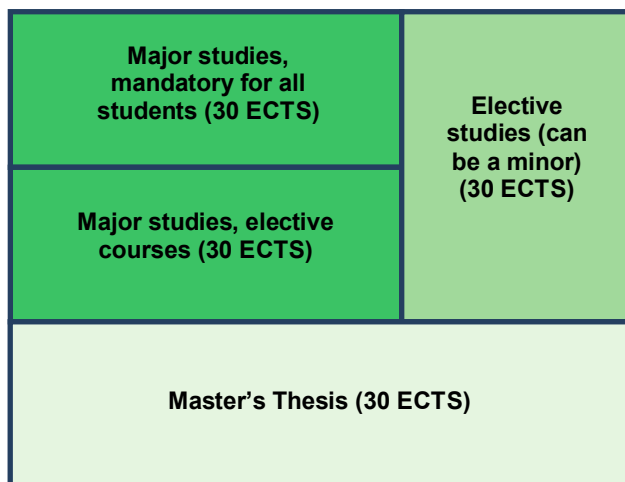 Major studies,
mandatory for all
students (30 ECTS)
Elective
studies (can
be a minor)
(30 ECTS)
Major studies, elective
courses (30 ECTS)
Master’s Thesis (30 ECTS)